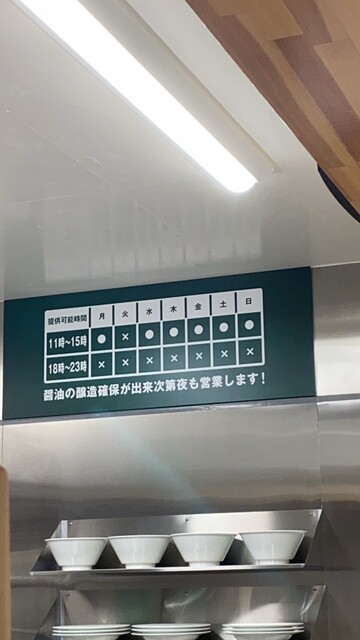 提供可能時間 月 火 水 木 金 土 日
11時～15時 ● × ● ● ● ● ●
18時～23時 × × × × × × ×
醤油の醸造確保が出来次第夜も営業します!